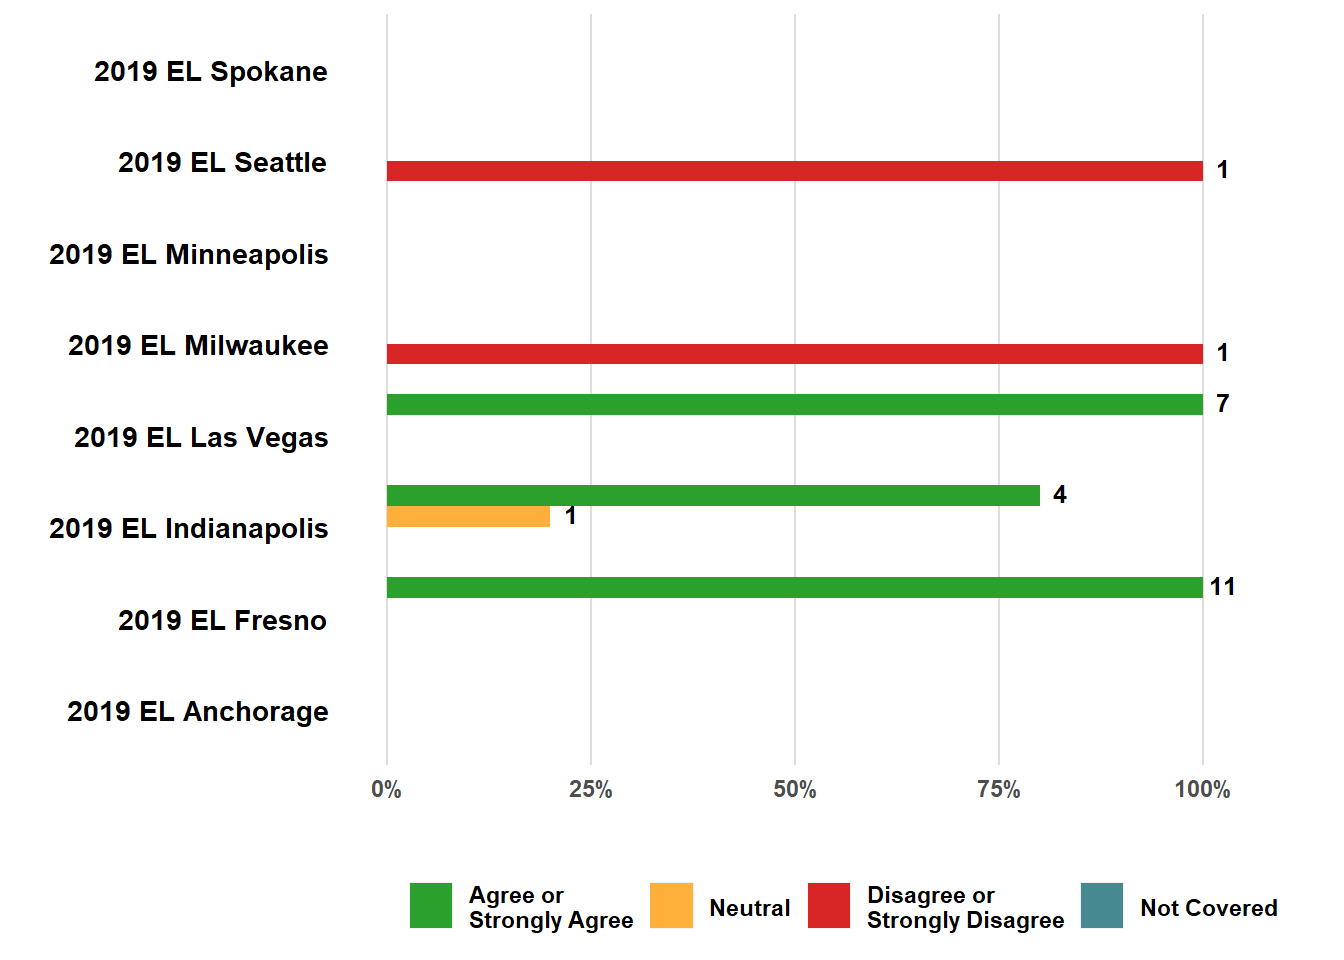 2019 EL Spokane
2019 EL Seattle
1
2019 EL Minneapolis
2019 EL Milwaukee
1
7
2019 EL Las Vegas
4
1
2019 EL Indianapolis
11
2019 EL Fresno
2019 EL Anchorage
0% 25% 50% 75% 100%
Agree or
Strongly Agree
Neutral
Disagree or
Strongly Disagree
Not Covered